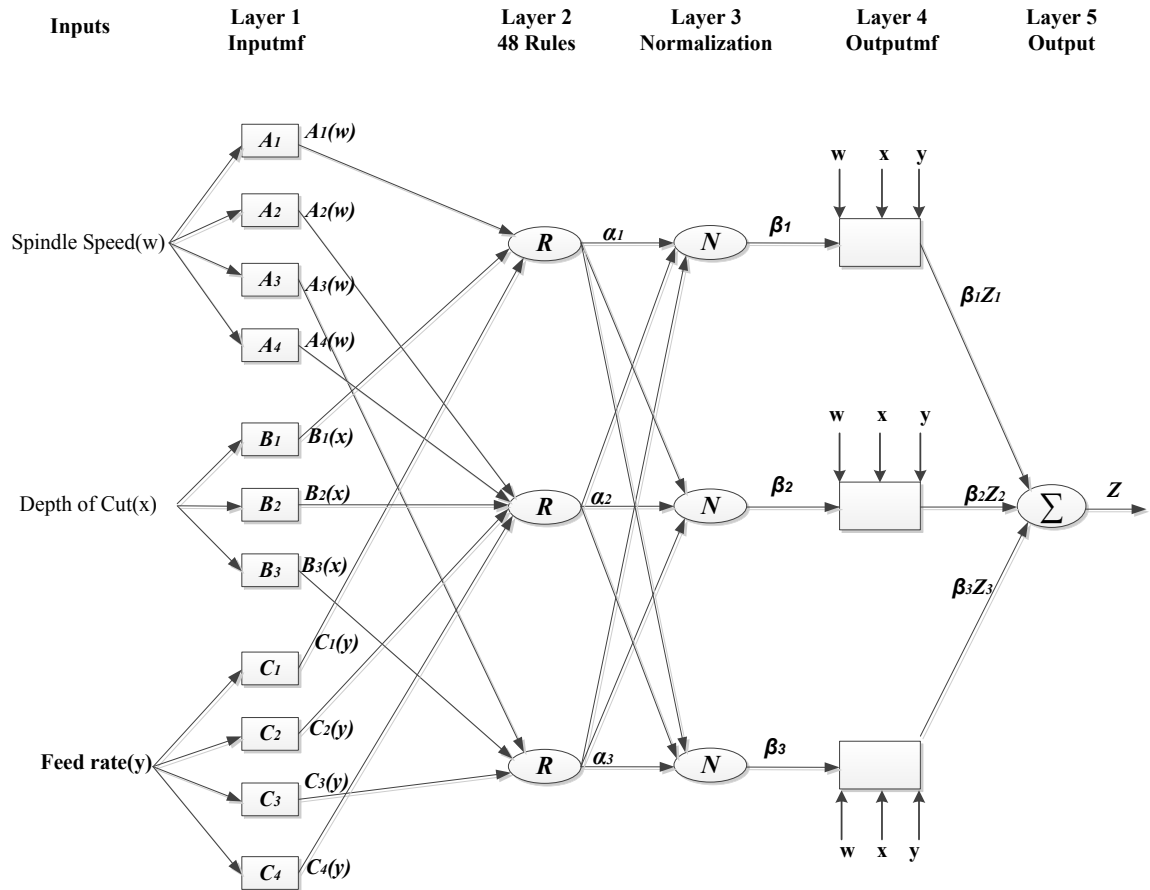 Inputs
Layer 1
Inputmf
Layer 2
48 Rules
Layer 3
Normalization
Layer 4
Outputmf
Layer 5
Output
Spindle Speed(w)
Depth of Cut(x)
Feed rate(y)
A1
A2
A3
A4
B1
B2
B3
C1
C2
C3
C4
A1(w)
A2(w)
A3(w)
A4(w)
B1(x)
B2(x)
B3(x)
C1(y)
C2(y)
C3(y)
C4(y)
R
R
R
α1
α2
α3
N
N
N
β1
β2
β3
w x y
w x y
w x y
β1Z1
β2Z2
β3Z3
∑
Z